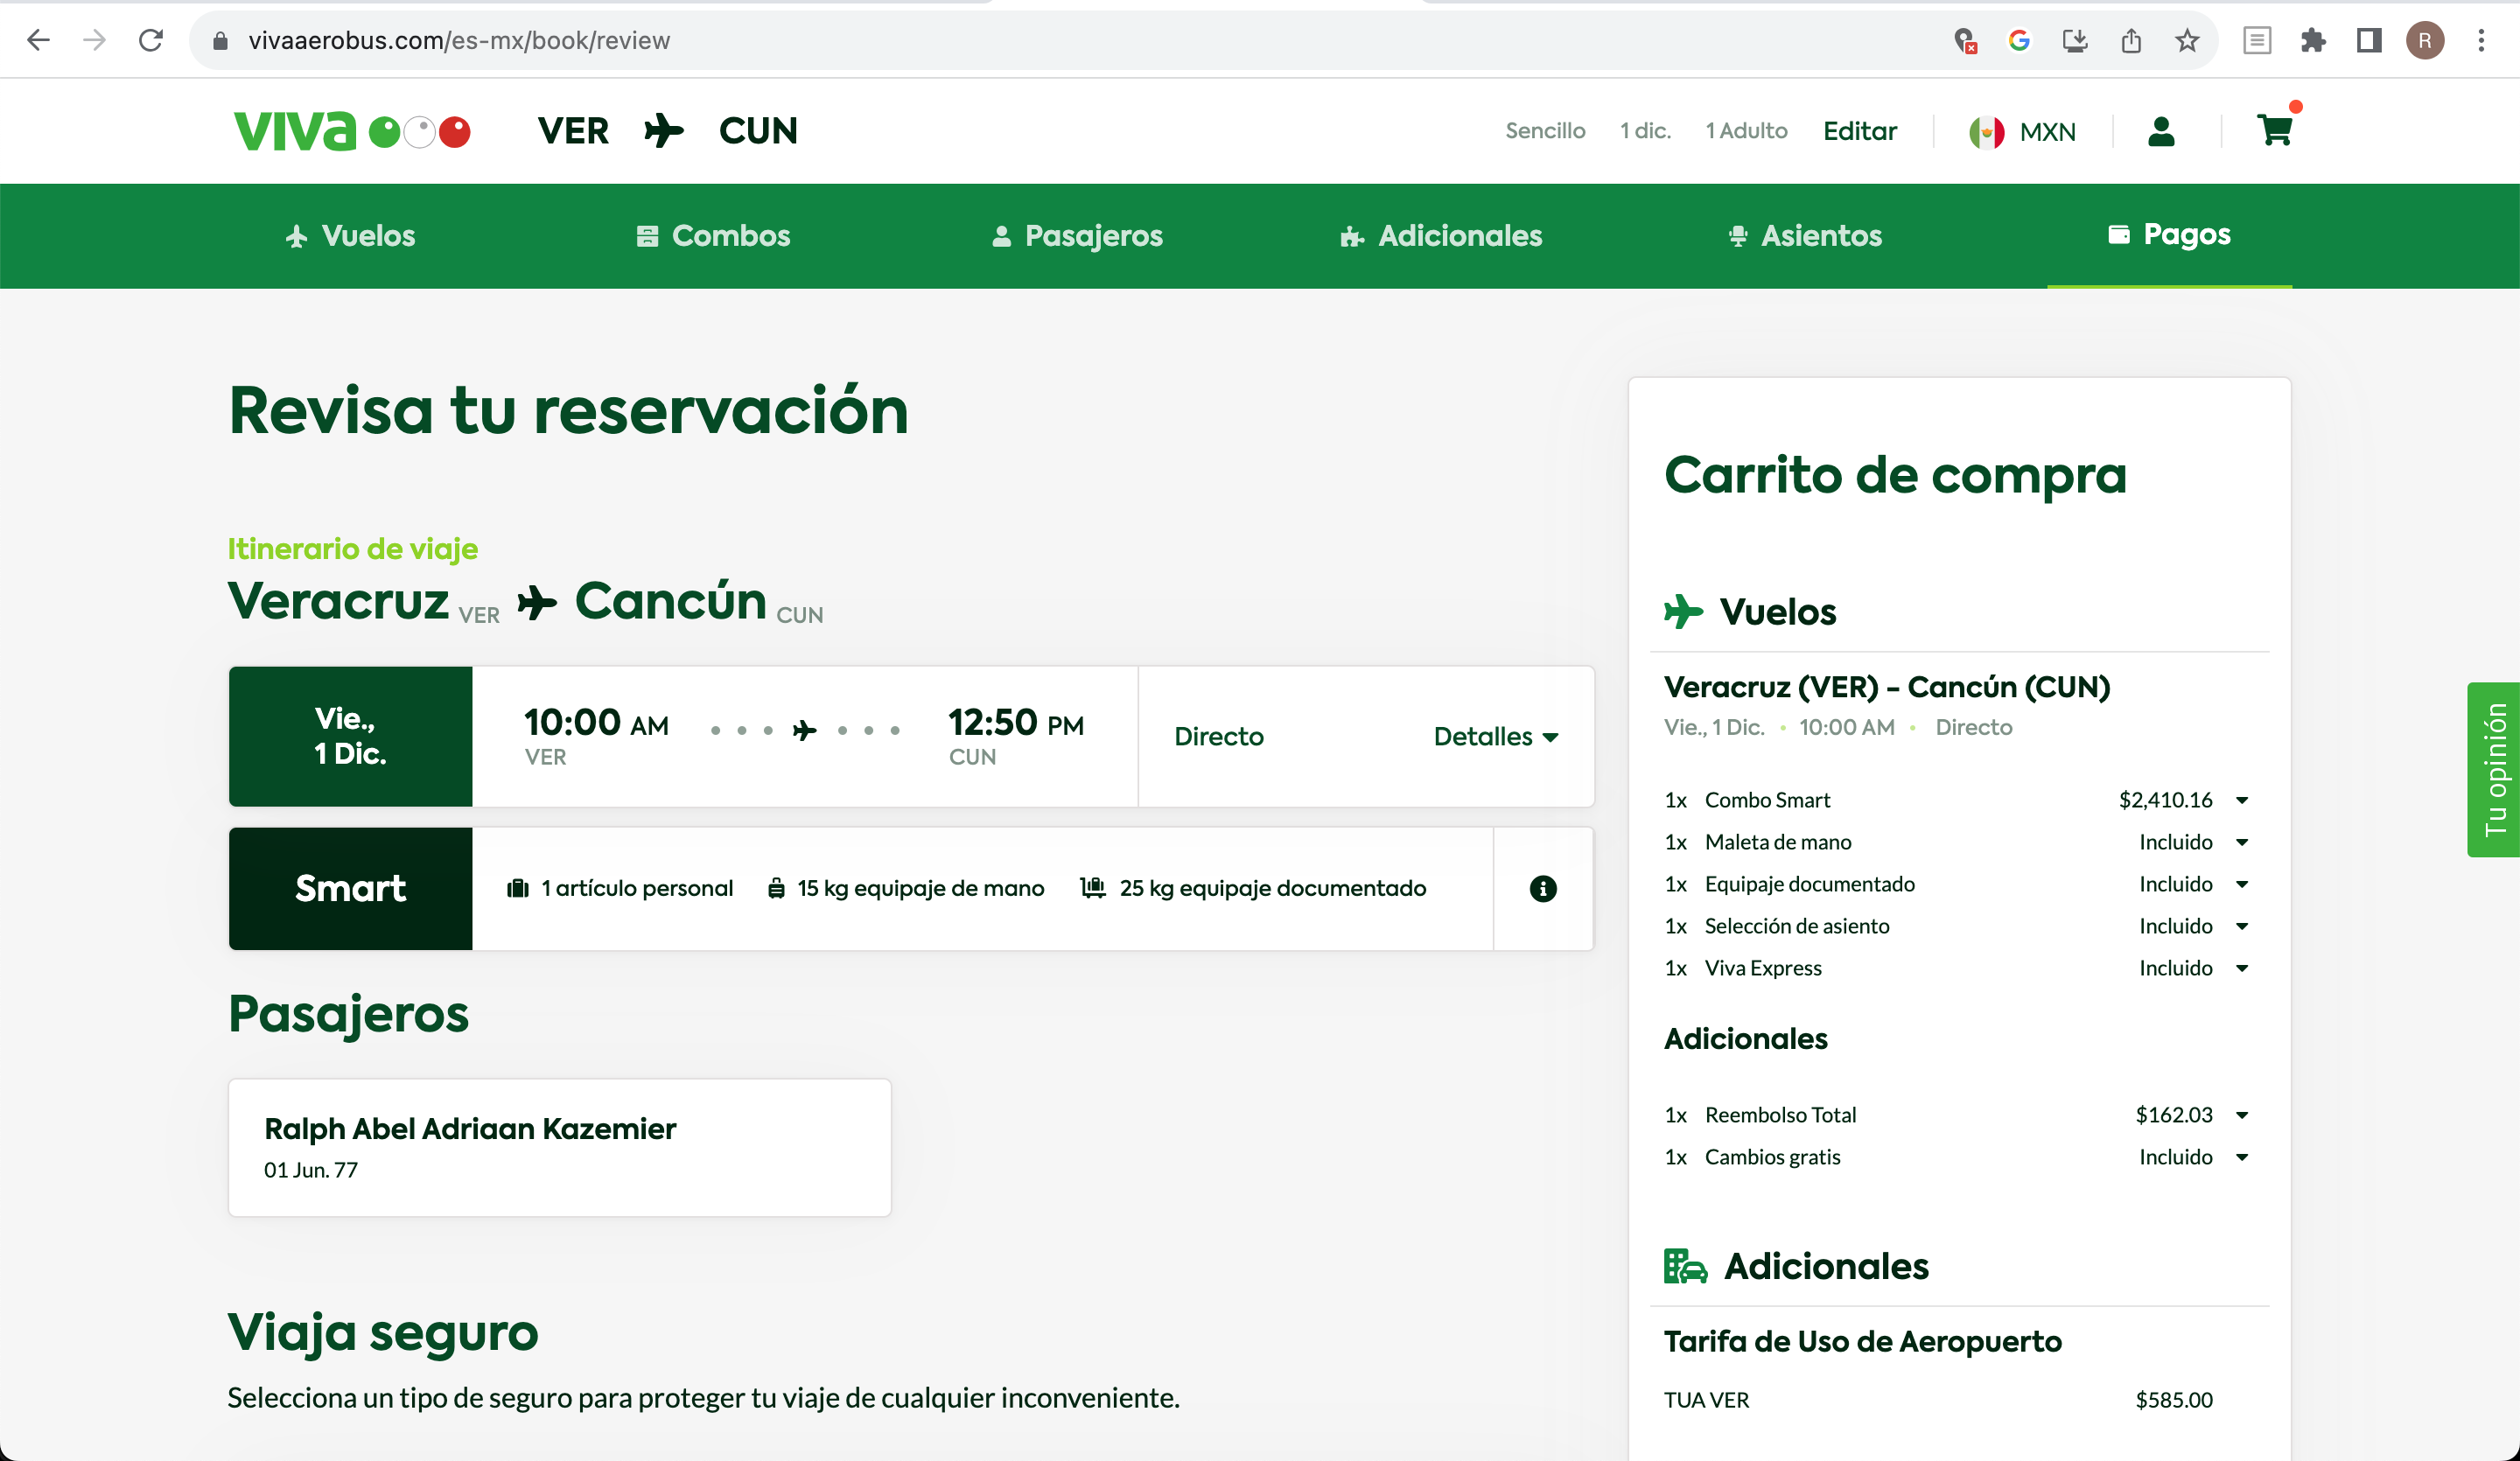 vivaaerobus.com/es-mx/book/review
R
viva
VER CUN
Sencillo 1 dic. 1 Adulto Editar MXN
Vuelos Combos Pasajeros Adicionales Asientos Pagos
Revisa tu reservación
Itinerario de viaje
Veracruz VER Cancún CUN
Vie.,
1 Dic.
10:00 AM
VER
12:50 PM
CUN
Directo
Detalles
Smart
1 artículo personal 15 kg equipaje de mano 25 kg equipaje documentado
Pasajeros
Ralph Abel Adriaan Kazemier
01 Jun. 77
Viaja seguro
Selecciona un tipo de seguro para proteger tu viaje de cualquier inconveniente.
Carrito de compra
Vuelos
Veracruz (VER) - Cancún (CUN)
Vie., 1 Dic. • 10:00 AM • Directo
1x Combo Smart $2,410.16
1x Maleta de mano Incluido
1x Equipaje documentado Incluido
1x Selección de asiento Incluido
1x Viva Express Incluido
Adicionales
1x Reembolso Total $162.03
1x Cambios gratis Incluido
Adicionales
Tarifa de Uso de Aeropuerto
TUA VER $585.00
Tu opinión